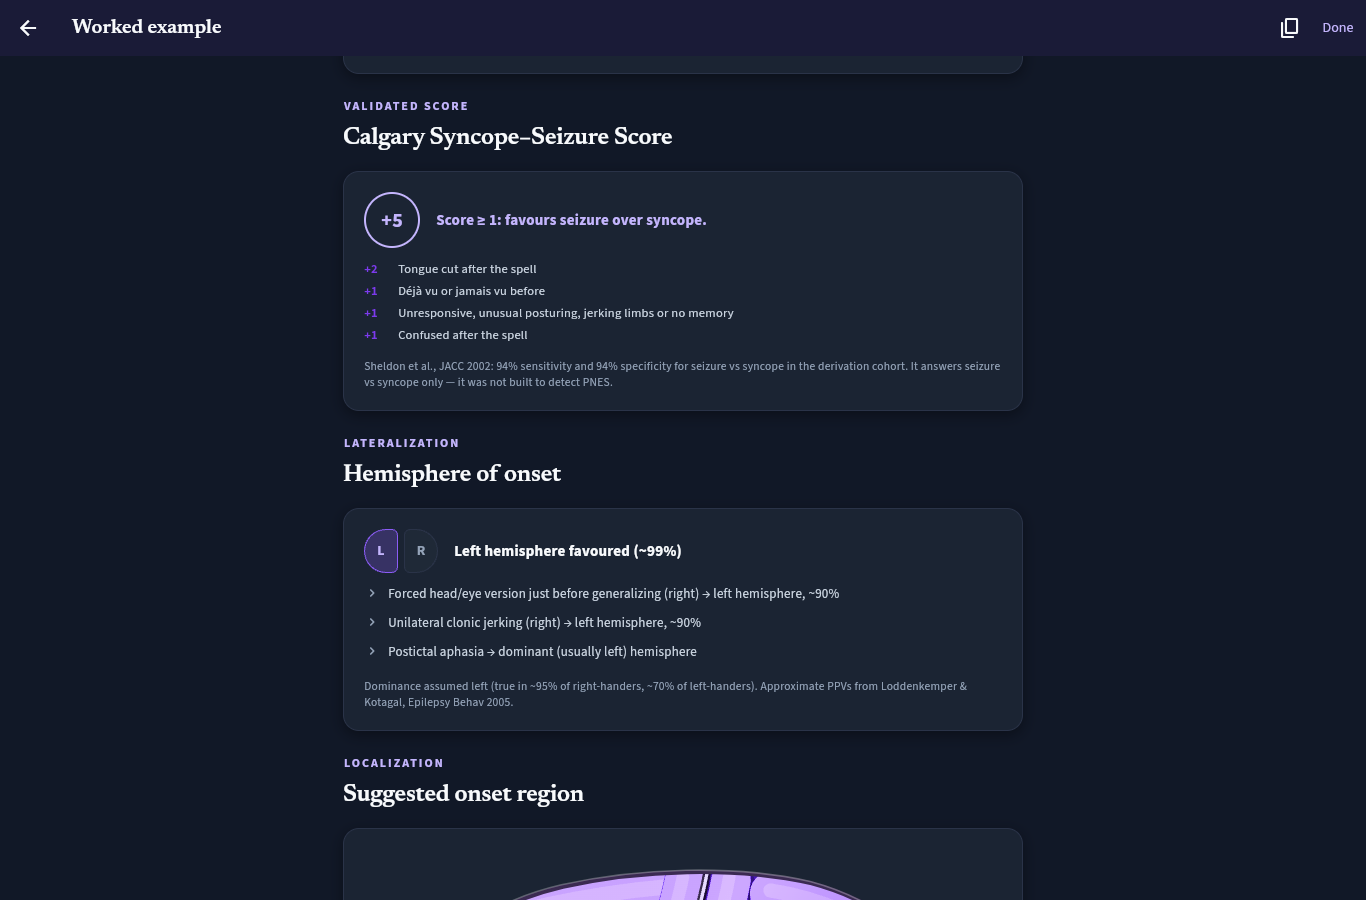 Worked example
Done
VALIDATED SCORE
Calgary Syncope–Seizure Score
+5
Score ≥ 1: favours seizure over syncope.
+2 Tongue cut after the spell
+1 Déjà vu or jamais vu before
+1 Unresponsive, unusual posturing, jerking limbs or no memory
+1 Confused after the spell
Sheldon et al., JACC 2002: 94% sensitivity and 94% specificity for seizure vs syncope in the derivation cohort. It answers seizure
vs syncope only — it was not built to detect PNES.
LATERALIZATION
Hemisphere of onset
L R Left hemisphere favoured (~99%)
Forced head/eye version just before generalizing (right) → left hemisphere, ~90%
Unilateral clonic jerking (right) → left hemisphere, ~90%
Postictal aphasia → dominant (usually left) hemisphere
Dominance assumed left (true in ~95% of right-handers, ~70% of left-handers). Approximate PPVs from Loddenkemper &
Kotagal, Epilepsy Behav 2005.
LOCALIZATION
Suggested onset region